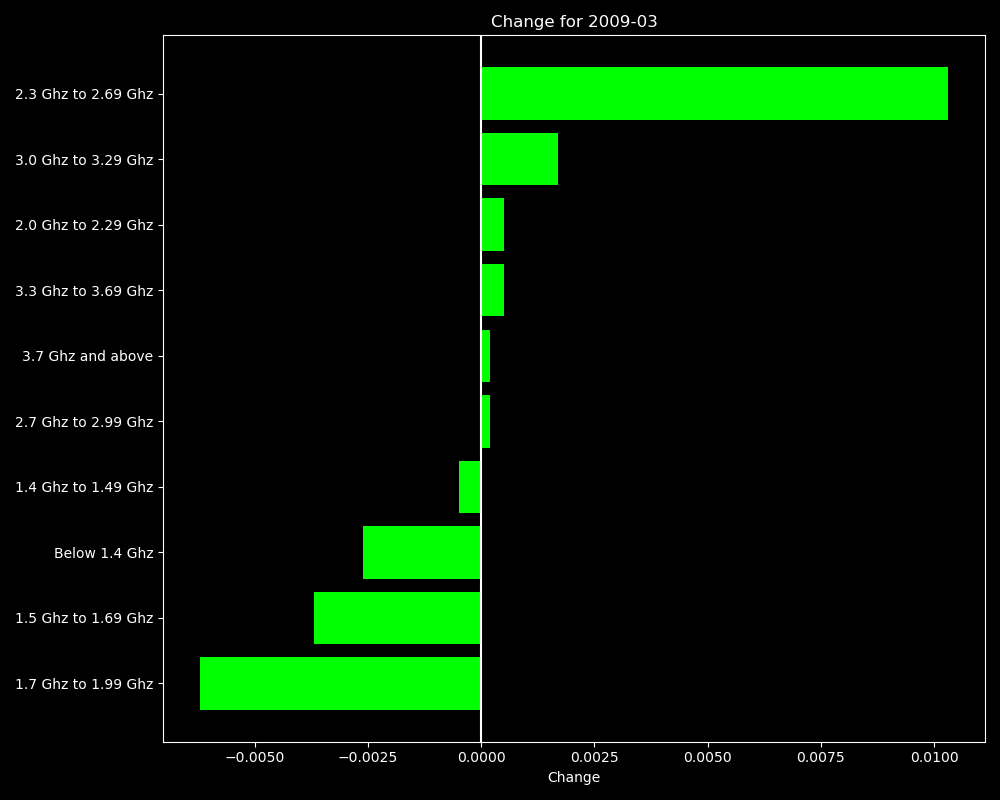 Change for 2009-03
2.3 Ghz to 2.69 Ghz
3.0 Ghz to 3.29 Ghz
2.0 Ghz to 2.29 Ghz
3.3 Ghz to 3.69 Ghz
3.7 Ghz and above
2.7 Ghz to 2.99 Ghz
1.4 Ghz to 1.49 Ghz
Below 1.4 Ghz
1.5 Ghz to 1.69 Ghz
1.7 Ghz to 1.99 Ghz
−0.0050 −0.0025 0.0000 0.0025 0.0050 0.0075 0.0100
Change